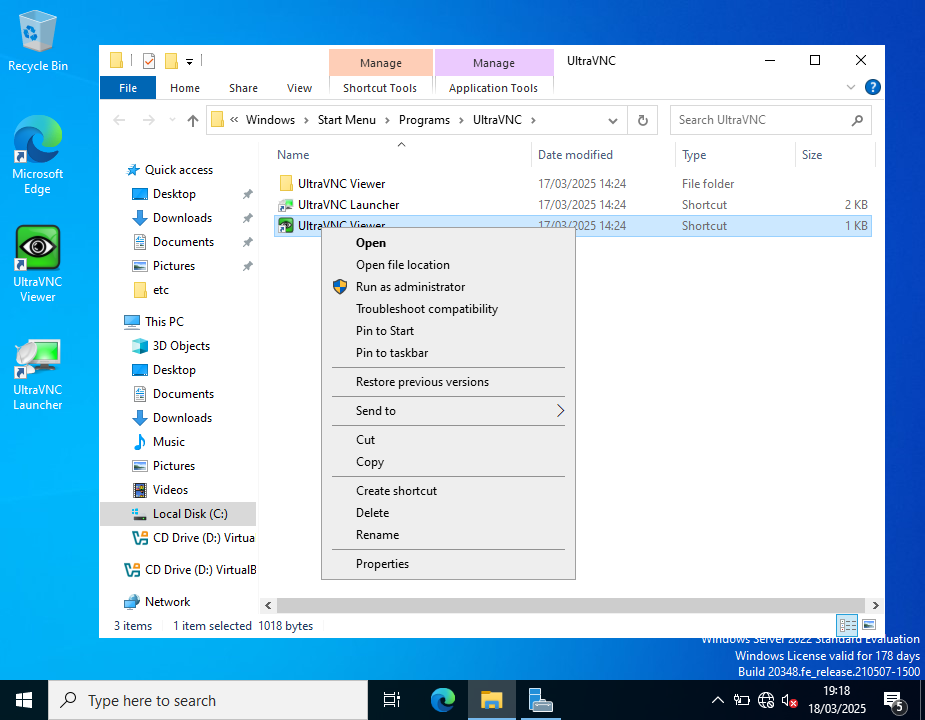 Recycle Bin
Microsoft
Edge
UltraVNC
Viewer
UltraVNC
Launcher
Manage
Manage
UltraVNC
File
Home
Share
View
Shortcut Tools
Application Tools
?
« Windows > Start Menu > Programs > UltraVNC >
Search UltraVNC
Name
Date modified
Type
Size
Quick access
Desktop
Downloads
Documents
Pictures
etc
This PC
3D Objects
Desktop
Documents
Downloads
Music
Pictures
Videos
Local Disk (C:)
CD Drive (D:) Virtua
CD Drive (D:) VirtualB
Network
UltraVNC Viewer 17/03/2025 14:24 File folder
UltraVNC Launcher 17/03/2025 14:24 Shortcut 2 KB
UltraVNC Viewer 17/03/2025 14:24 Shortcut 1 KB
Open
Open file location
Run as administrator
Troubleshoot compatibility
Pin to Start
Pin to taskbar
Restore previous versions
Send to
Cut
Copy
Create shortcut
Delete
Rename
Properties
3 items
1 item selected 1018 bytes
Windows Server 2022 Standard Evaluation
Windows License valid for 178 days
Build 20348.fe_release.210507-1500
Type here to search
19:18
18/03/2025
5